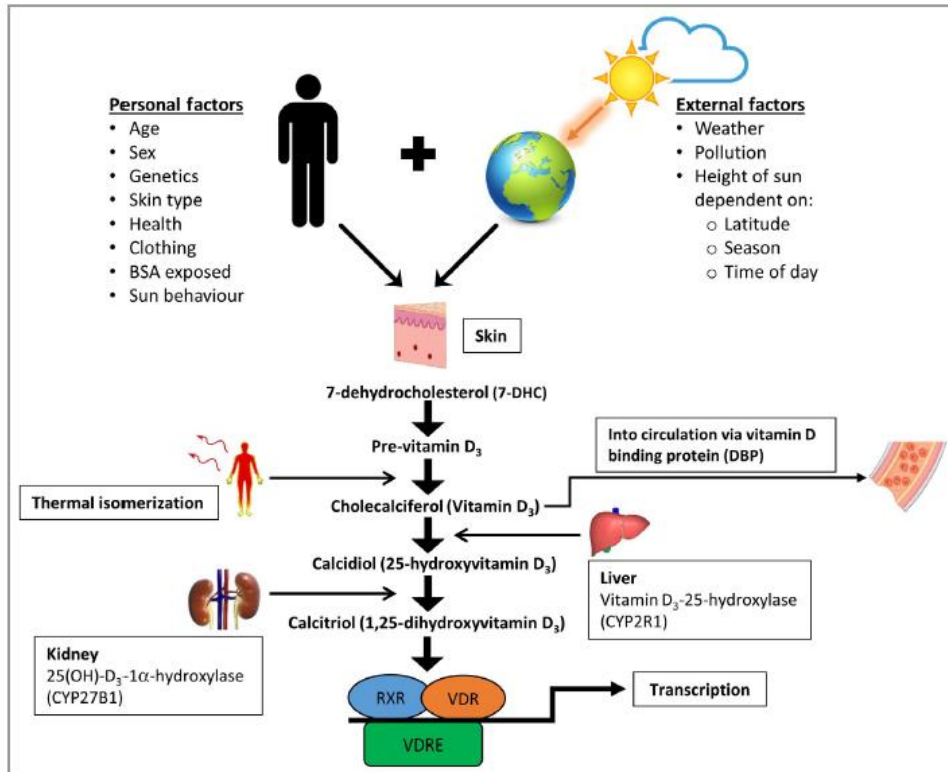 Personal factors
• Age
• Sex
• Genetics
• Skin type
• Health
• Clothing
• BSA exposed
• Sun behaviour
External factors
• Weather
• Pollution
• Height of sun
dependent on:
o Latitude
o Season
o Time of day
Skin
7-dehydrocholesterol (7-DHC)
Pre-vitamin D₃
Into circulation via vitamin D
binding protein (DBP)
Thermal isomerization
Cholecalciferol (Vitamin D₃)
Calcidiol (25-hydroxyvitamin D₃)
Liver
Vitamin D₃-25-hydroxylase
(CYP2R1)
Calcitriol (1,25-dihydroxyvitamin D₃)
Kidney
25(OH)-D₃-1α-hydroxylase
(CYP27B1)
RXR
VDR
VDRE
Transcription